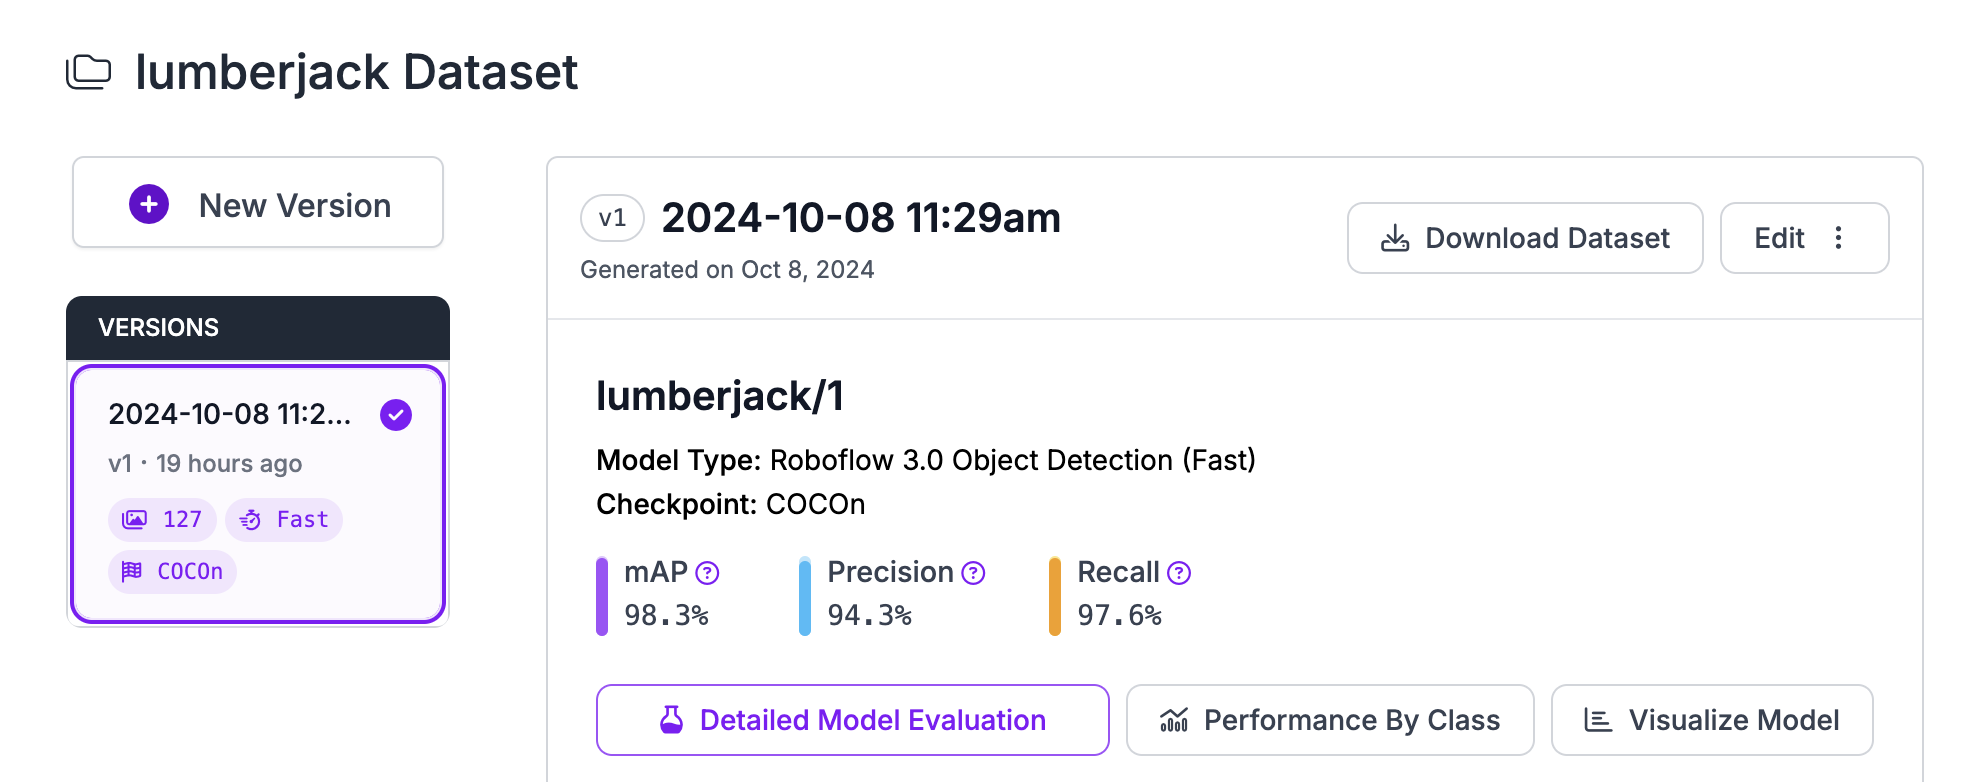 lumberjack Dataset
New Version
VERSIONS
2024-10-08 11:2...
v1 · 19 hours ago
127 Fast
COCOn
v1 2024-10-08 11:29am
Generated on Oct 8, 2024
Download Dataset
Edit
lumberjack/1
Model Type: Roboflow 3.0 Object Detection (Fast)
Checkpoint: COCOn
mAP
98.3%
Precision
94.3%
Recall
97.6%
Detailed Model Evaluation
Performance By Class
Visualize Model